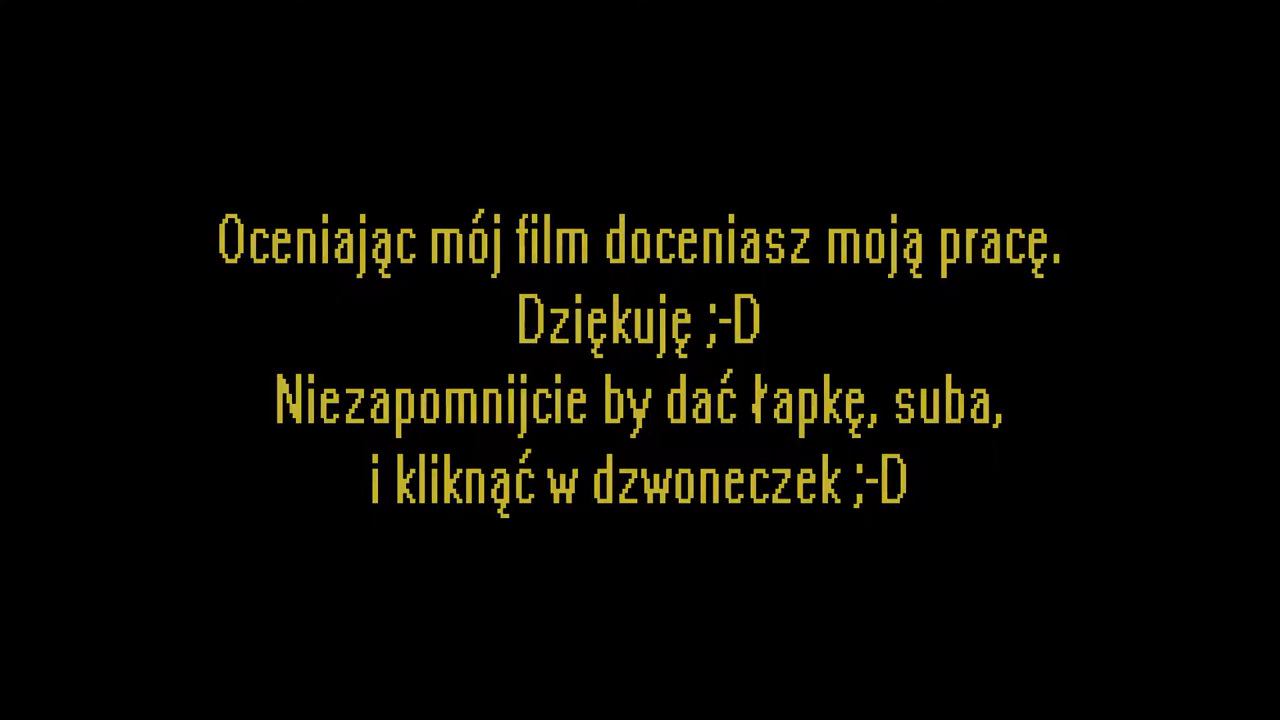 Oceniając mój film doceniasz moją pracę.
Dziękuję ;-D
Niezapomnijcie by dać łapkę, suba,
i kliknąć w dzwoneczek ;-D